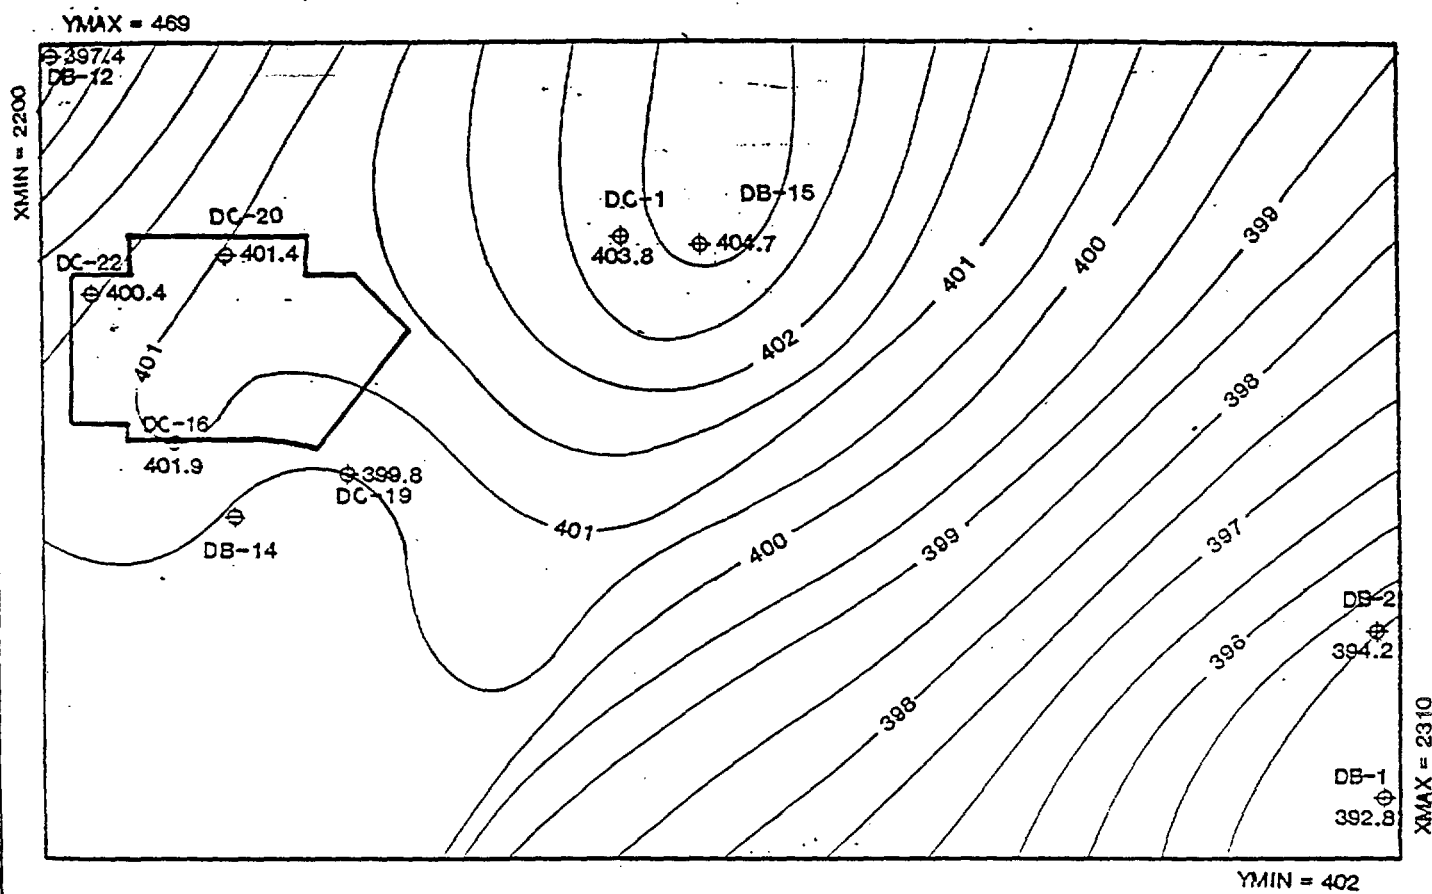 YMAX = 469
397.4
DB-12
XMIN = 2200
DC-1
DB-15
DC-20
399
401.4
403.8
404.7
400
DC-22
400.4
401
402
401
398
DC-16
401.9
399.8
DC-19
401
400
399
397
DB-14
DB-2
394.2
396
398
XMAX = 2310
DB-1
392.8
YMIN = 402